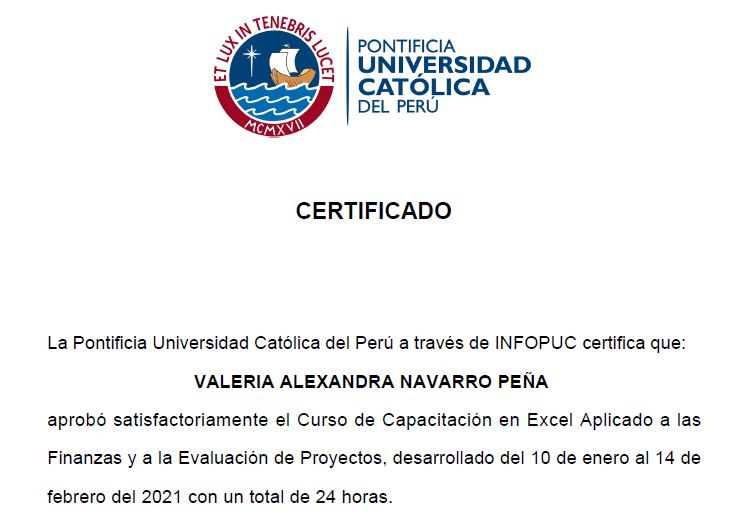 ET LUX IN TENEBRIS LUCET
MCMXVII
PONTIFICIA
UNIVERSIDAD
CATÓLICA
DEL PERÚ
CERTIFICADO
La Pontificia Universidad Católica del Perú a través de INFOPUC certifica que:
VALERIA ALEXANDRA NAVARRO PEÑA
aprobó satisfactoriamente el Curso de Capacitación en Excel Aplicado a las
Finanzas y a la Evaluación de Proyectos, desarrollado del 10 de enero al 14 de
febrero del 2021 con un total de 24 horas.